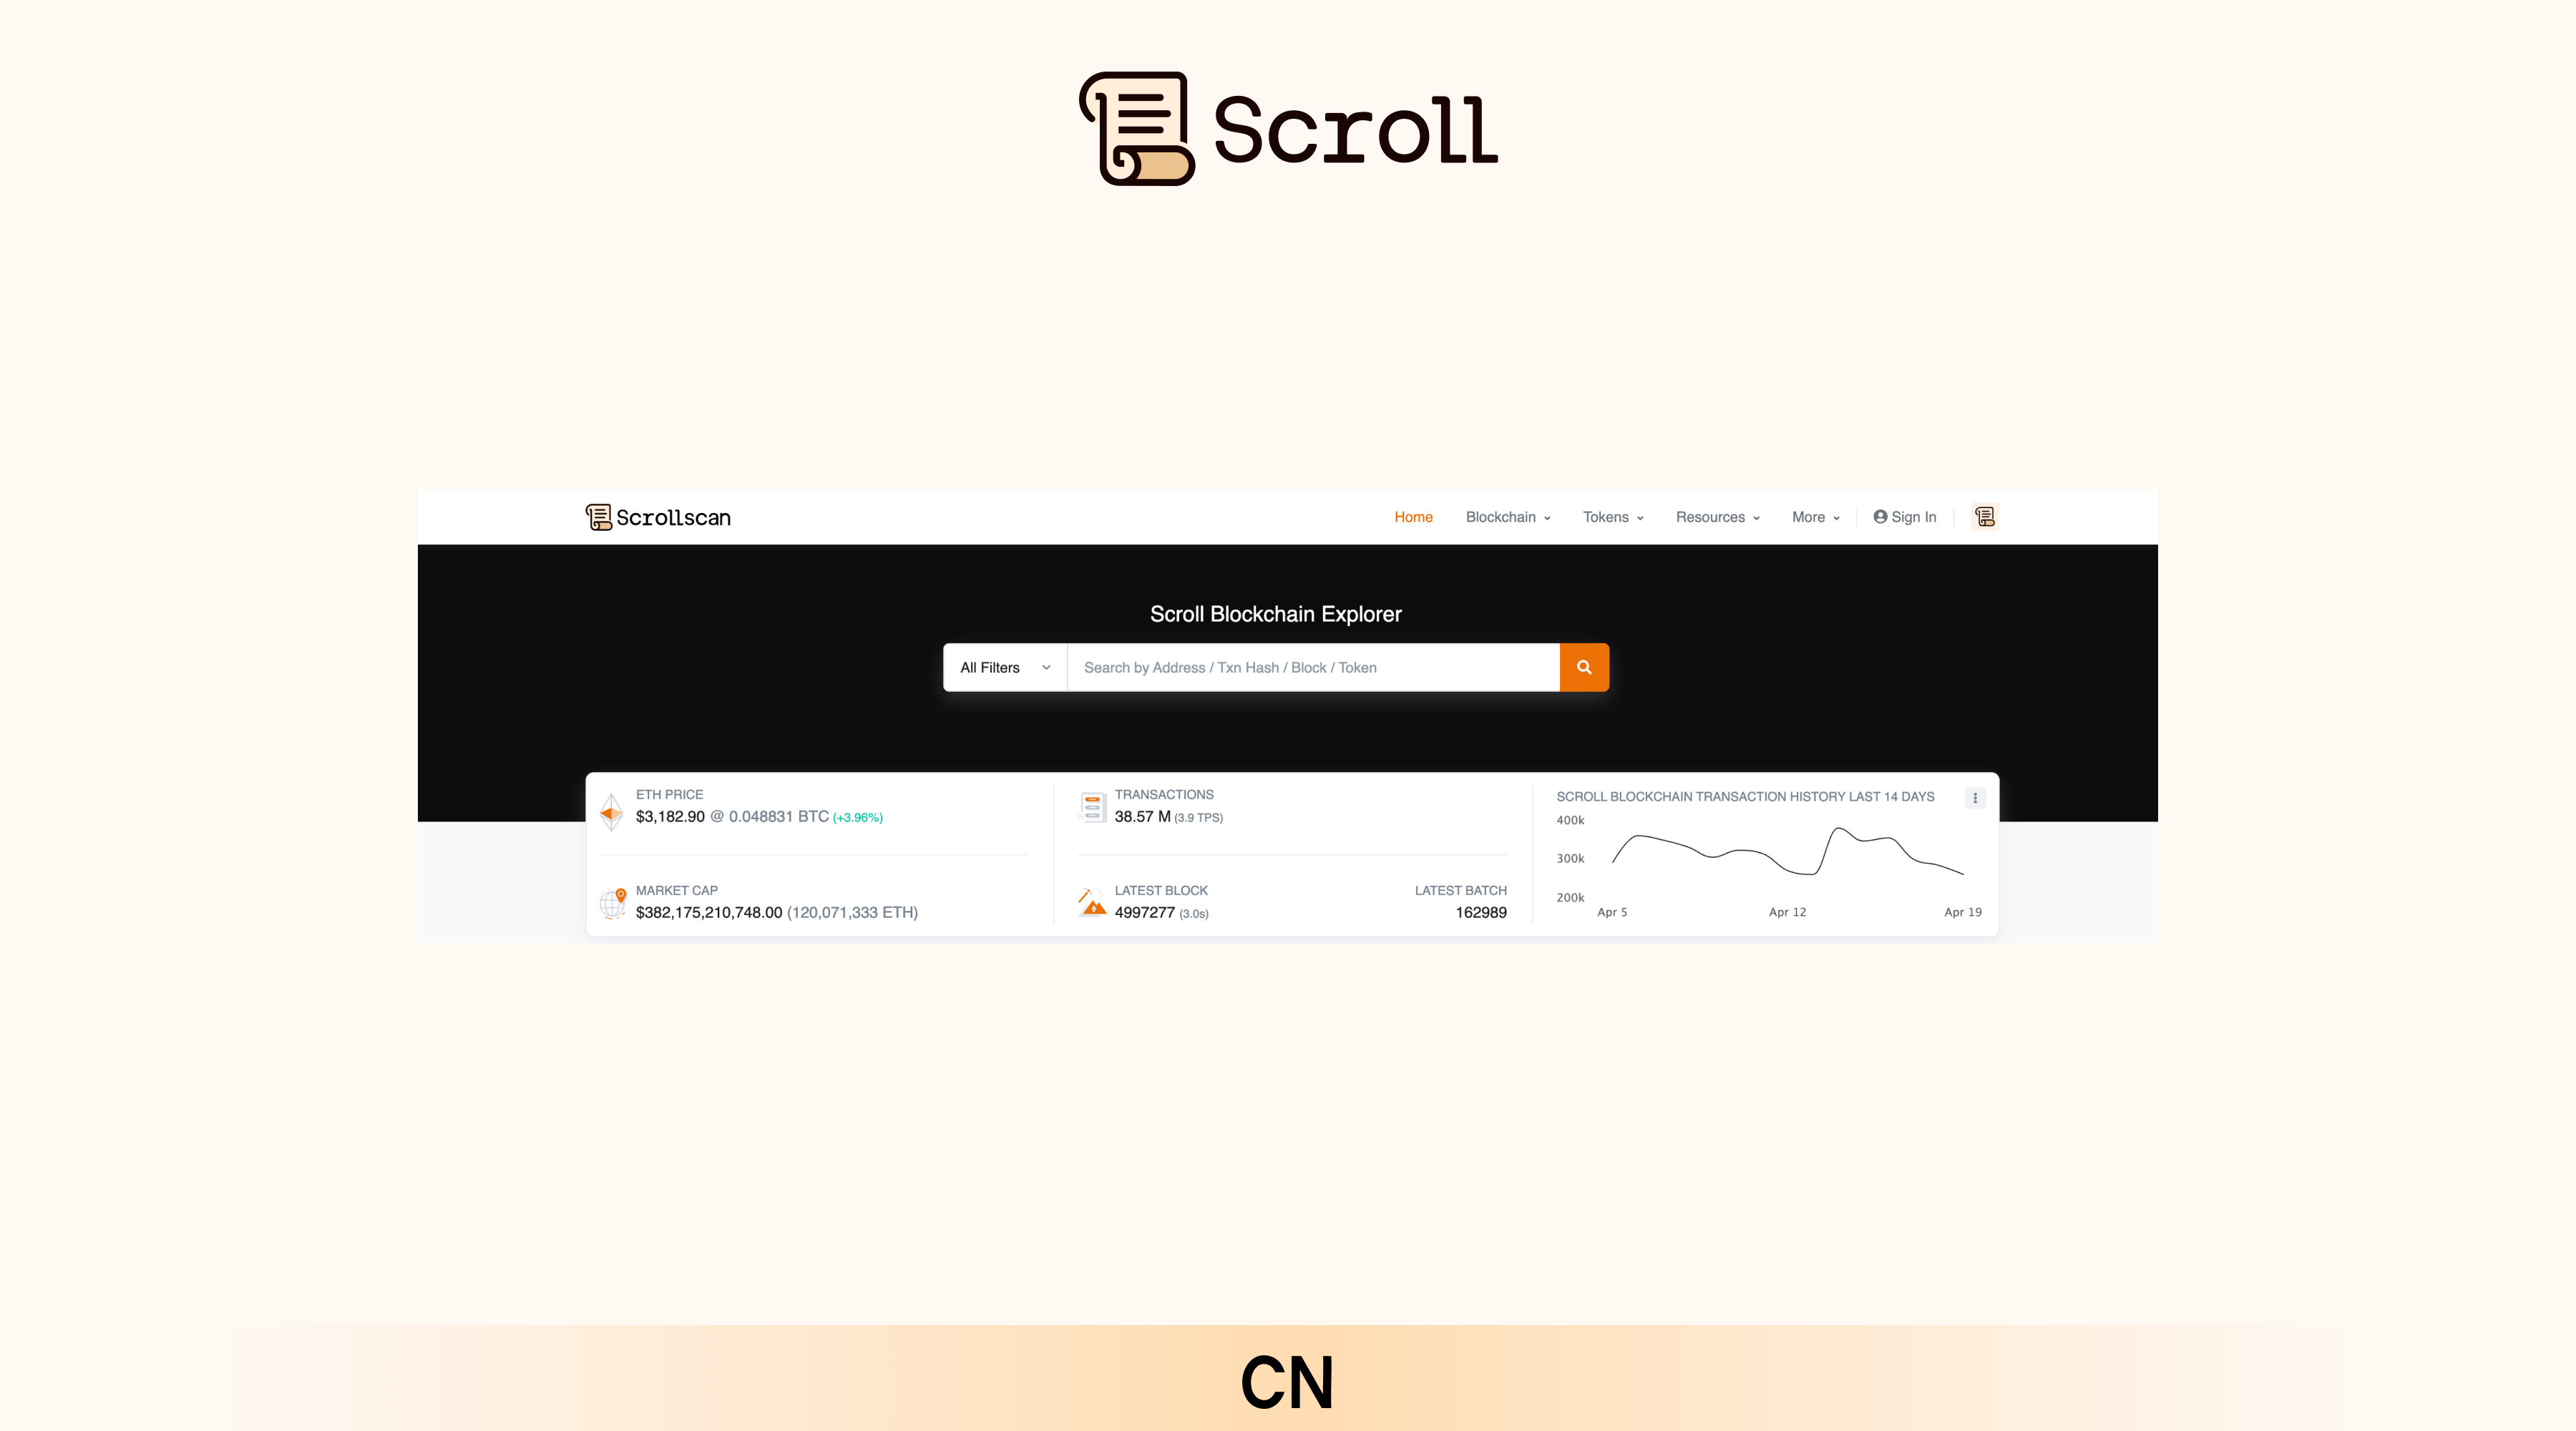 Scroll
Scrollscan
Home Blockchain Tokens Resources More Sign In
Scroll Blockchain Explorer
All Filters Search by Address / Txn Hash / Block / Token
ETH PRICE
$3,182.90 @ 0.048831 BTC (+3.96%)
MARKET CAP
$382,175,210,748.00 (120,071,333 ETH)
TRANSACTIONS
38.57 M (3.9 TPS)
LATEST BLOCK
4997277 (3.0s)
LATEST BATCH
162989
SCROLL BLOCKCHAIN TRANSACTION HISTORY LAST 14 DAYS
400k
300k
200k
Apr 5 Apr 12 Apr 19
CN